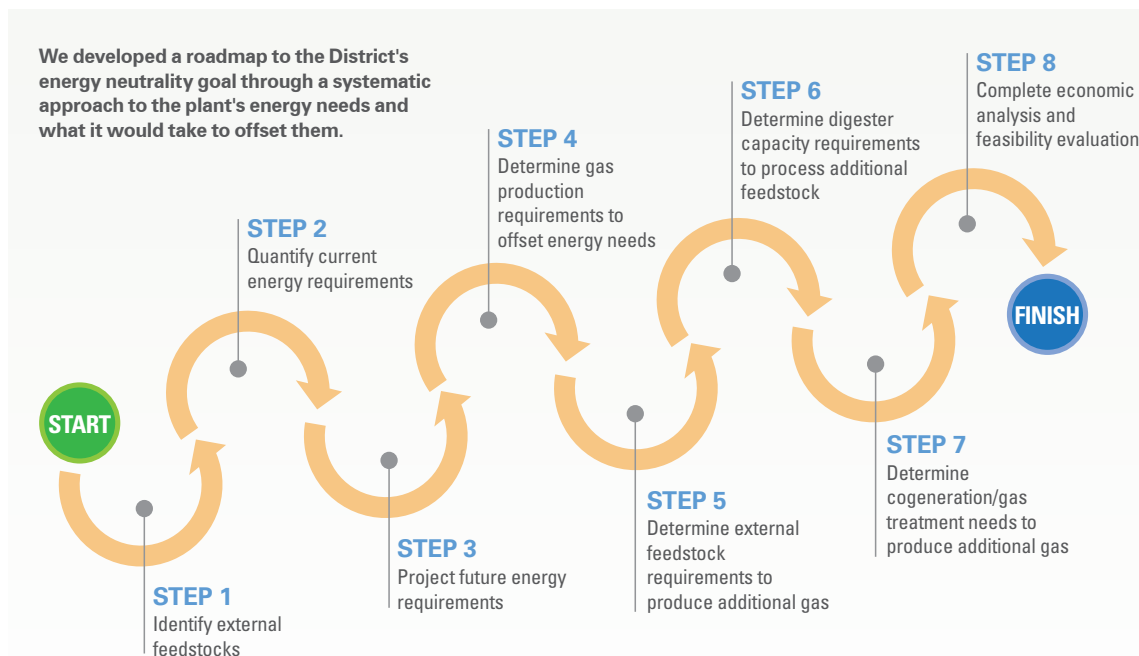 We developed a roadmap to the District's
energy neutrality goal through a systematic
approach to the plant's energy needs and
what it would take to offset them.
START
STEP 1
Identify external
feedstocks
STEP 2
Quantify current
energy requirements
STEP 3
Project future energy
requirements
STEP 4
Determine gas
production
requirements to
offset energy needs
STEP 5
Determine external
feedstock
requirements to
produce additional gas
STEP 6
Determine digester
capacity requirements
to process additional
feedstock
STEP 7
Determine
cogeneration/gas
treatment needs to
produce additional gas
STEP 8
Complete economic
analysis and
feasibility evaluation
FINISH